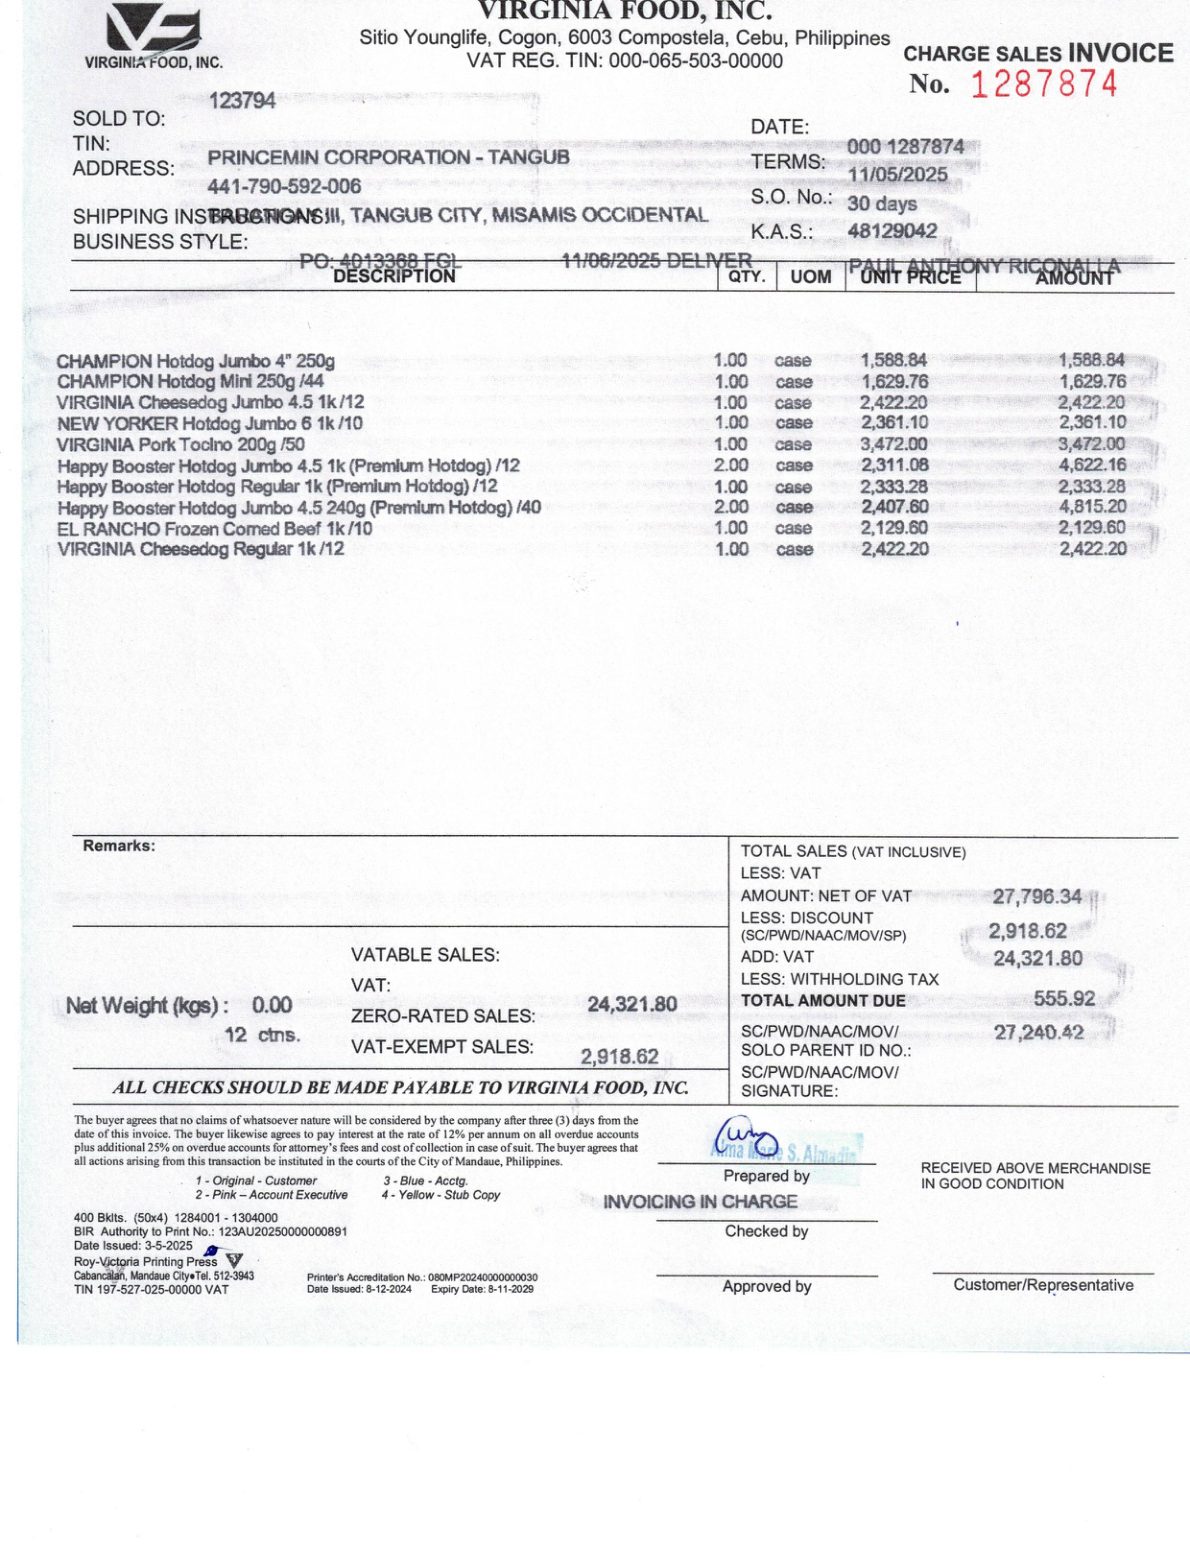 VIRGINIA FOOD, INC.
Sitio Younglife, Cogon, 6003 Compostela, Cebu, Philippines
VAT REG. TIN: 000-065-503-00000
VIRGINIA FOOD, INC.
CHARGE SALES INVOICE
No. 1287874
123794
SOLD TO:
TIN:
ADDRESS:
PRINCEMIN CORPORATION - TANGUB
441-790-592-006
SHIPPING INSTRUCTIONS:
III, TANGUB CITY, MISAMIS OCCIDENTAL
BUSINESS STYLE:
DATE:
000 1287874
TERMS:
11/05/2025
S.O. No.:
30 days
K.A.S.:
48129042
PO: 4013368 FGL 11/06/2025 DELIVER PAUL ANTHONY RICONALLA
DESCRIPTION QTY. UOM UNIT PRICE AMOUNT
CHAMPION Hotdog Jumbo 4" 250g 1.00 case 1,588.84 1,588.84
CHAMPION Hotdog Mini 250g /44 1.00 case 1,629.76 1,629.76
VIRGINIA Cheesedog Jumbo 4.5 1k /12 1.00 case 2,422.20 2,422.20
NEW YORKER Hotdog Jumbo 6 1k /10 1.00 case 2,361.10 2,361.10
VIRGINIA Pork Tocino 200g /50 1.00 case 3,472.00 3,472.00
Happy Booster Hotdog Jumbo 4.5 1k (Premium Hotdog) /12 2.00 case 2,311.08 4,622.16
Happy Booster Hotdog Regular 1k (Premium Hotdog) /12 1.00 case 2,333.28 2,333.28
Happy Booster Hotdog Jumbo 4.5 240g (Premium Hotdog) /40 2.00 case 2,407.60 4,815.20
EL RANCHO Frozen Corned Beef 1k /10 1.00 case 2,129.60 2,129.60
VIRGINIA Cheesedog Regular 1k /12 1.00 case 2,422.20 2,422.20
Remarks:
TOTAL SALES (VAT INCLUSIVE)
LESS: VAT
AMOUNT: NET OF VAT 27,796.34
LESS: DISCOUNT
(SC/PWD/NAAC/MOV/SP) 2,918.62
ADD: VAT 24,321.80
LESS: WITHHOLDING TAX
TOTAL AMOUNT DUE 555.92
SC/PWD/NAAC/MOV/ 27,240.42
SOLO PARENT ID NO.:
SC/PWD/NAAC/MOV/
SIGNATURE:
VATABLE SALES:
VAT:
Net Weight (kgs) : 0.00
24,321.80
ZERO-RATED SALES:
12 ctns.
VAT-EXEMPT SALES: 2,918.62
ALL CHECKS SHOULD BE MADE PAYABLE TO VIRGINIA FOOD, INC.
The buyer agrees that no claims of whatsoever nature will be considered by the company after three (3) days from the
date of this invoice. The buyer likewise agrees to pay interest at the rate of 12% per annum on all overdue accounts
plus additional 25% on overdue accounts for attorney's fees and cost of collection in case of suit. The buyer agrees that
all actions arising from this transaction be instituted in the courts of the City of Mandaue, Philippines.
1 - Original - Customer 3 - Blue - Acctg.
2 - Pink – Account Executive 4 - Yellow - Stub Copy
400 Bklts. (50x4) 1284001 - 1304000
BIR Authority to Print No.: 123AU20250000000891
Date Issued: 3-5-2025
Roy-Victoria Printing Press
Cabancalan, Mandaue City•Tel. 512-3943
TIN 197-527-025-00000 VAT
Printer's Accreditation No.: 080MP20240000000030
Date Issued: 8-12-2024 Expiry Date: 8-11-2029
Alma Marie S. Almadin
Prepared by
INVOICING IN CHARGE
Checked by
Approved by
RECEIVED ABOVE MERCHANDISE
IN GOOD CONDITION
Customer/Representative